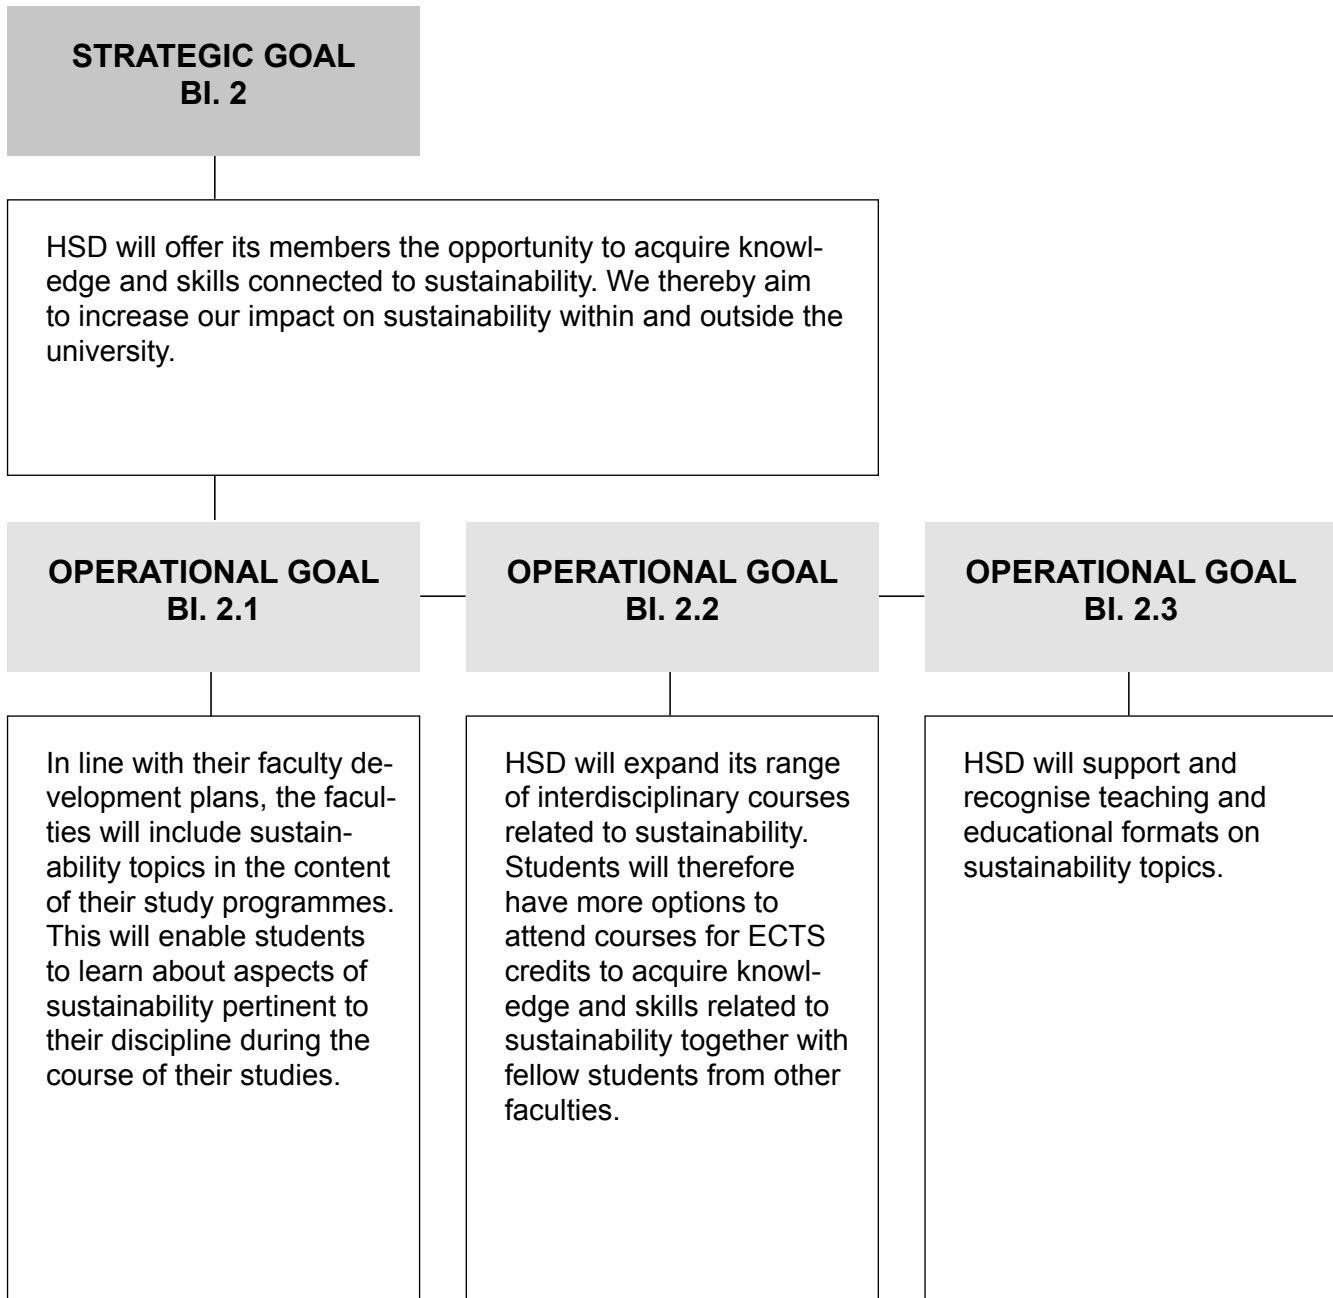 STRATEGIC GOAL
BI. 2
HSD will offer its members the opportunity to acquire knowl-
edge and skills connected to sustainability. We thereby aim
to increase our impact on sustainability within and outside the
university.
OPERATIONAL GOAL
BI. 2.1
In line with their faculty de-
velopment plans, the facul-
ties will include sustain-
ability topics in the content
of their study programmes.
This will enable students
to learn about aspects of
sustainability pertinent to
their discipline during the
course of their studies.
OPERATIONAL GOAL
BI. 2.2
HSD will expand its range
of interdisciplinary courses
related to sustainability.
Students will therefore
have more options to
attend courses for ECTS
credits to acquire knowl-
edge and skills related to
sustainability together with
fellow students from other
faculties.
OPERATIONAL GOAL
BI. 2.3
HSD will support and
recognise teaching and
educational formats on
sustainability topics.